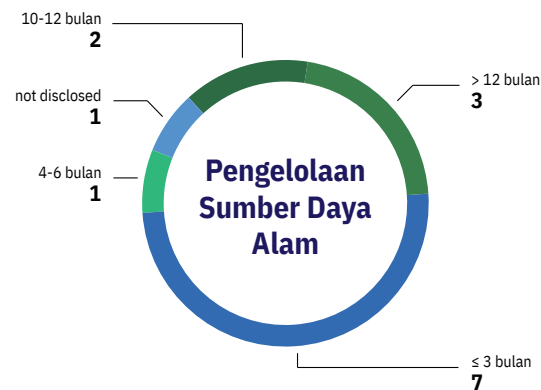 10-12 bulan
2
> 12 bulan
3
not disclosed
1
4-6 bulan
1
Pengelolaan
Sumber Daya
Alam
≤ 3 bulan
7